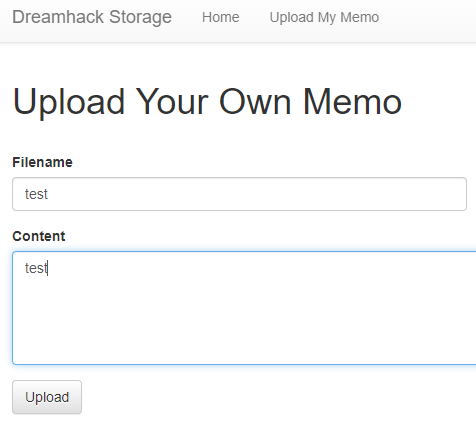 Dreamhack Storage Home Upload My Memo
Upload Your Own Memo
Filename
test
Content
test
Upload